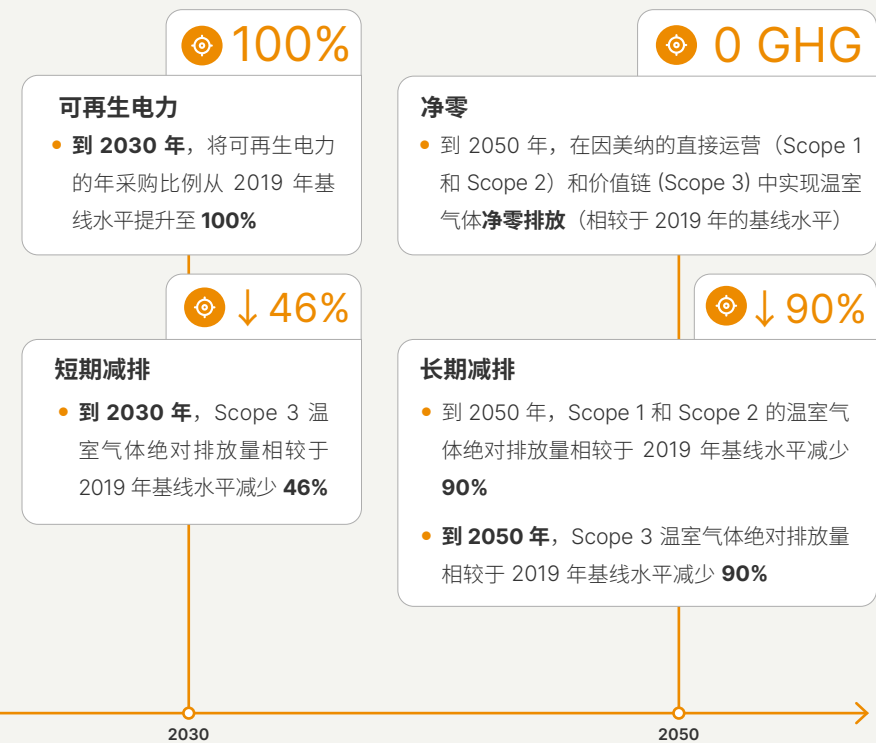 100%
可再生电力
到 2030 年，将可再生电力
的年采购比例从 2019 年基
线水平提升至 100%
↓ 46%
短期减排
到 2030 年，Scope 3 温
室气体绝对排放量相较于
2019 年基线水平减少 46%
0 GHG
净零
到 2050 年，在因美纳的直接运营（Scope 1
和 Scope 2）和价值链 (Scope 3) 中实现温室
气体净零排放（相较于 2019 年的基线水平）
↓ 90%
长期减排
到 2050 年，Scope 1 和 Scope 2 的温室气
体绝对排放量相较于 2019 年基线水平减少
90%
到 2050 年，Scope 3 温室气体绝对排放量
相较于 2019 年基线水平减少 90%
2030
2050